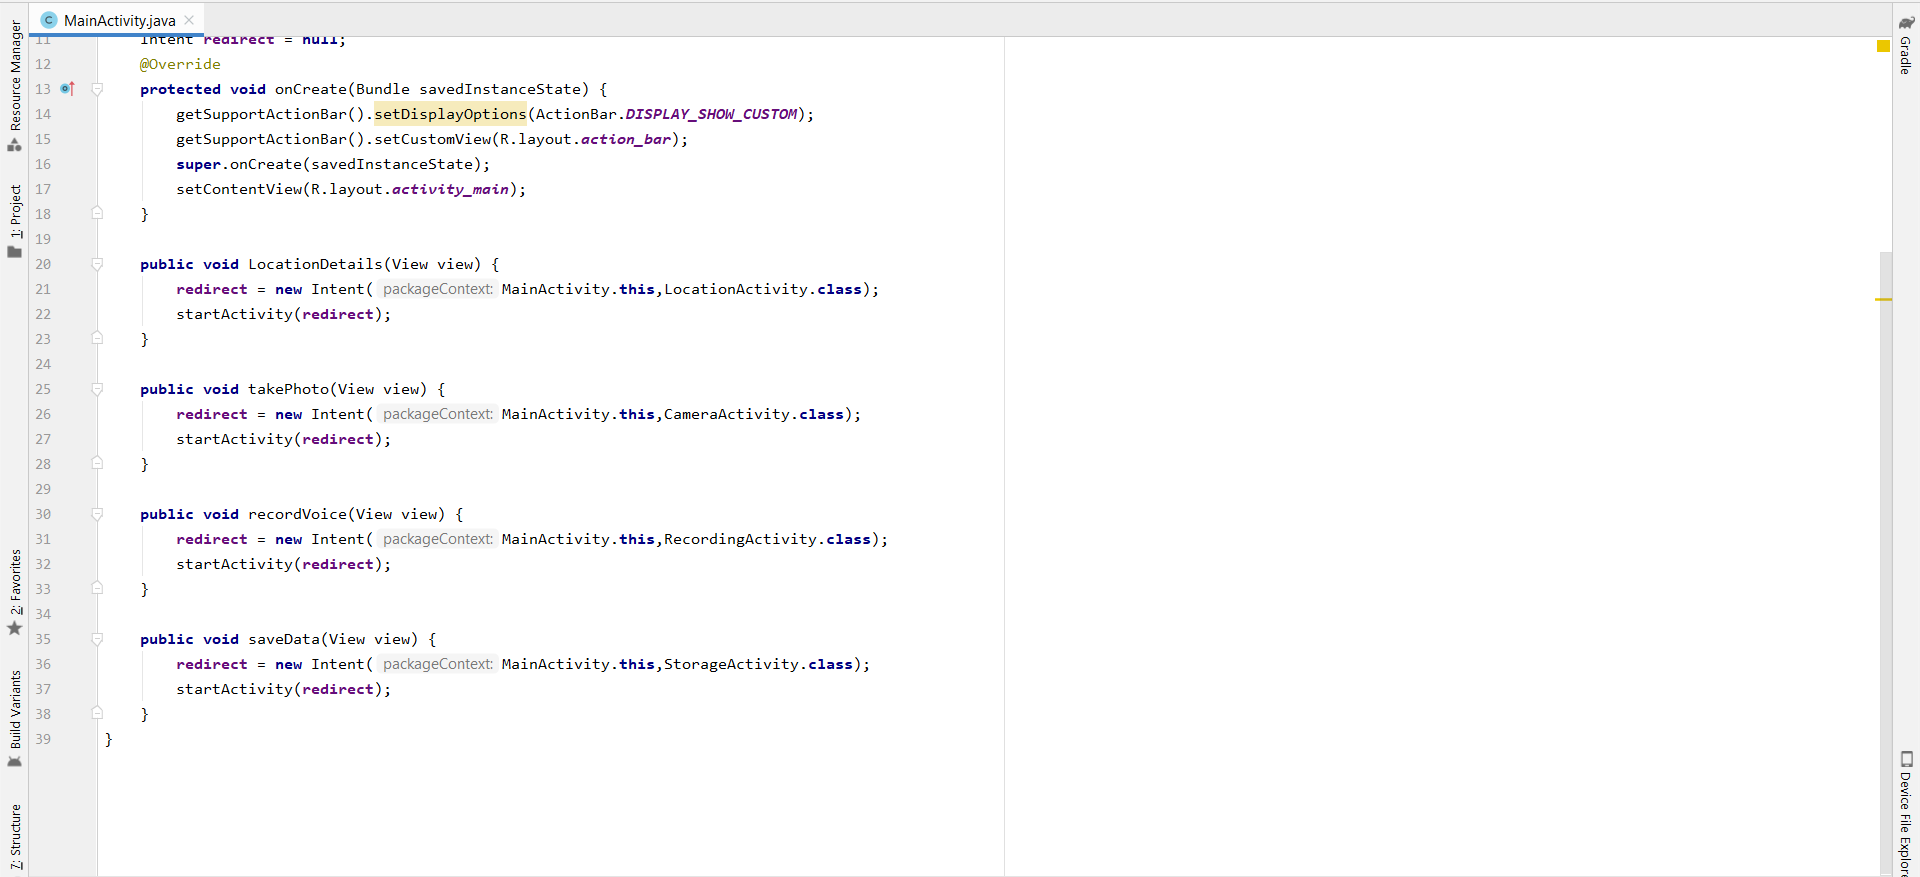 MainActivity.java
Resource Manager
1: Project
2: Favorites
Build Variants
7: Structure
11 Intent redirect = null;
12 @Override
13 protected void onCreate(Bundle savedInstanceState) {
14 getSupportActionBar().setDisplayOptions(ActionBar.DISPLAY_SHOW_CUSTOM);
15 getSupportActionBar().setCustomView(R.layout.action_bar);
16 super.onCreate(savedInstanceState);
17 setContentView(R.layout.activity_main);
18 }
19
20 public void LocationDetails(View view) {
21 redirect = new Intent( packageContext: MainActivity.this,LocationActivity.class);
22 startActivity(redirect);
23 }
24
25 public void takePhoto(View view) {
26 redirect = new Intent( packageContext: MainActivity.this,CameraActivity.class);
27 startActivity(redirect);
28 }
29
30 public void recordVoice(View view) {
31 redirect = new Intent( packageContext: MainActivity.this,RecordingActivity.class);
32 startActivity(redirect);
33 }
34
35 public void saveData(View view) {
36 redirect = new Intent( packageContext: MainActivity.this,StorageActivity.class);
37 startActivity(redirect);
38 }
39 }
Gradle
Device File Explore